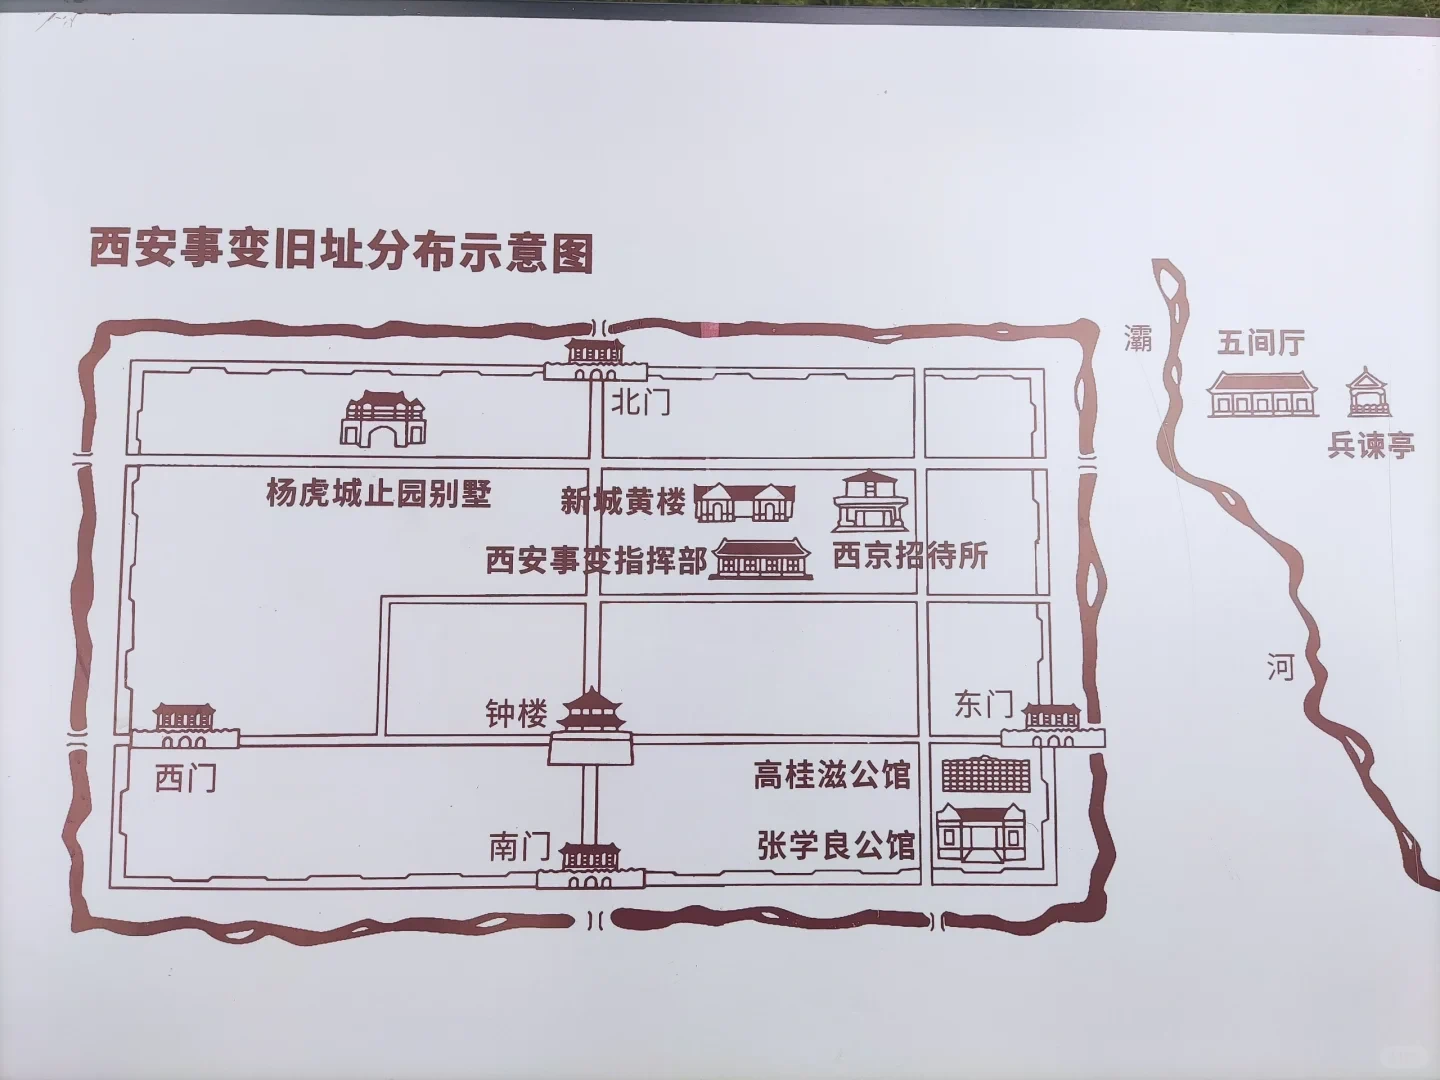 西安事变旧址分布示意图
灞
五间厅
北门
兵谏亭
杨虎城止园别墅
新城黄楼
西安事变指挥部
西京招待所
河
钟楼
东门
西门
高桂滋公馆
南门
张学良公馆